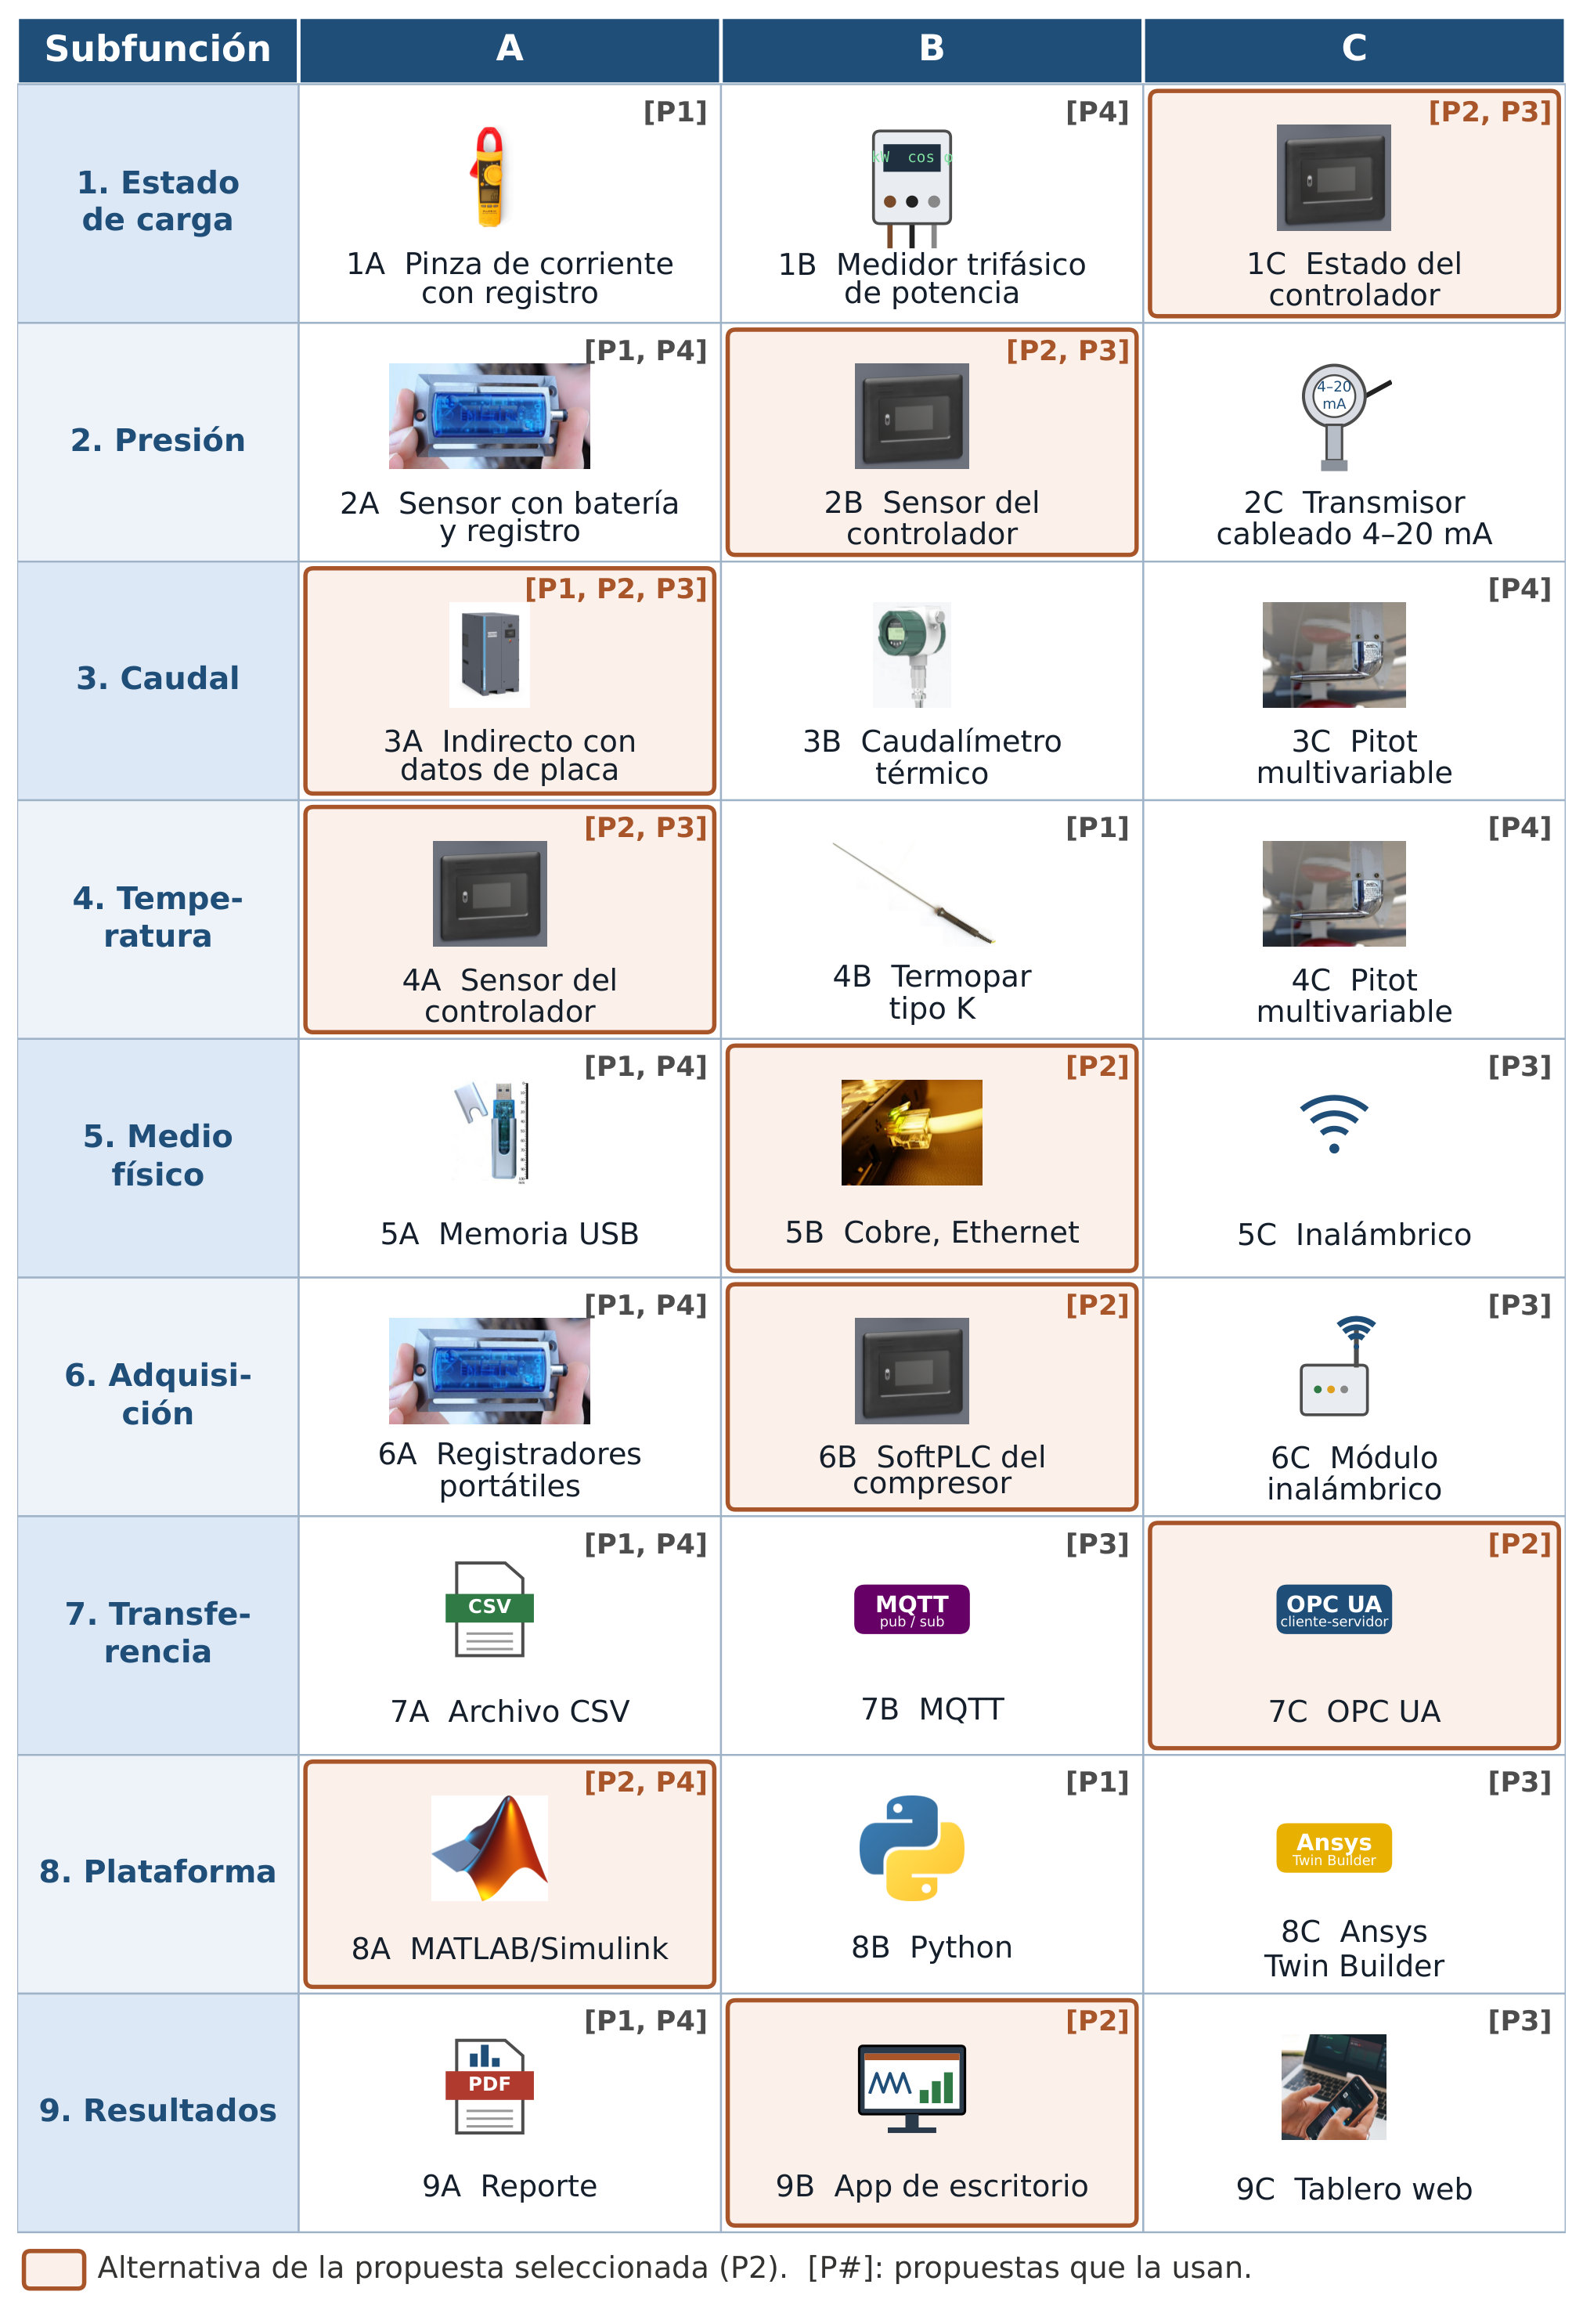 Subfunción A B C
1. Estado
de carga
[P1]
1A Pinza de corriente
con registro
[P4]
kW cos
1B Medidor trifásico
de potencia
[P2, P3]
1C Estado del
controlador
2. Presión
[P1, P4]
2A Sensor con batería
y registro
[P2, P3]
2B Sensor del
controlador
4–20
mA
2C Transmisor
cableado 4–20 mA
3. Caudal
[P1, P2, P3]
3A Indirecto con
datos de placa
3B Caudalímetro
térmico
[P4]
3C Pitot
multivariable
4. Tempe-
ratura
[P2, P3]
4A Sensor del
controlador
[P1]
4B Termopar
tipo K
[P4]
4C Pitot
multivariable
5. Medio
físico
[P1, P4]
5A Memoria USB
[P2]
5B Cobre, Ethernet
[P3]
5C Inalámbrico
6. Adquisi-
ción
[P1, P4]
6A Registradores
portátiles
[P2]
6B SoftPLC del
compresor
[P3]
6C Módulo
inalámbrico
7. Transfe-
rencia
[P1, P4]
CSV
7A Archivo CSV
[P3]
MQTT
pub / sub
7B MQTT
[P2]
OPC UA
cliente-servidor
7C OPC UA
8. Plataforma
[P2, P4]
8A MATLAB/Simulink
[P1]
8B Python
[P3]
Ansys
Twin Builder
8C Ansys
Twin Builder
9. Resultados
[P1, P4]
PDF
9A Reporte
[P2]
9B App de escritorio
[P3]
9C Tablero web
Alternativa de la propuesta seleccionada (P2). [P#]: propuestas que la usan.